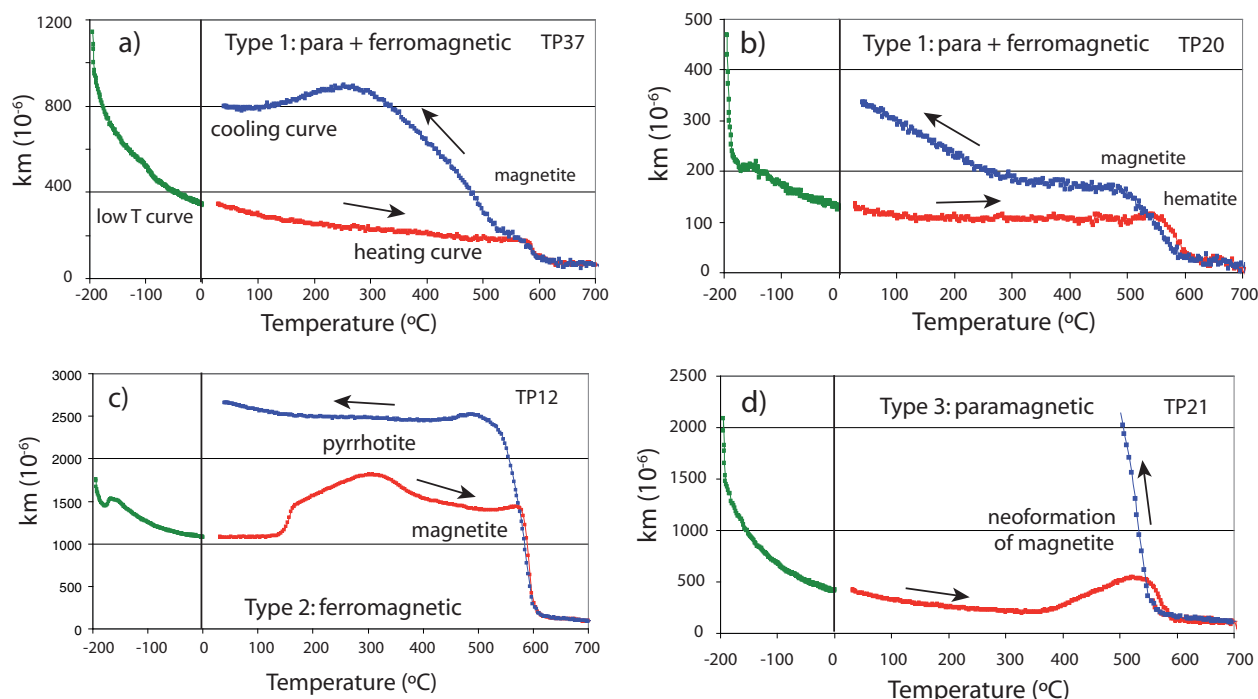 a)
Type 1: para + ferromagnetic
TP37
km (10-6)
1200
800
400
0
cooling curve
magnetite
low T curve
heating curve
-200 -100 0 100 200 300 400 500 600 700
Temperature (ºC)
b)
Type 1: para + ferromagnetic
TP20
km (10-6)
500
400
300
200
100
0
magnetite
hematite
-200 -100 0 100 200 300 400 500 600 700
Temperature (ºC)
c)
TP12
km (10-6)
3000
2500
2000
1500
1000
500
0
pyrrhotite
magnetite
Type 2: ferromagnetic
-200 -100 0 100 200 300 400 500 600 700
Temperature (ºC)
d)
Type 3: paramagnetic
TP21
km (10-6)
2500
2000
1500
1000
500
0
neoformation
of magnetite
-200 -100 0 100 200 300 400 500 600 700
Temperature (ºC)